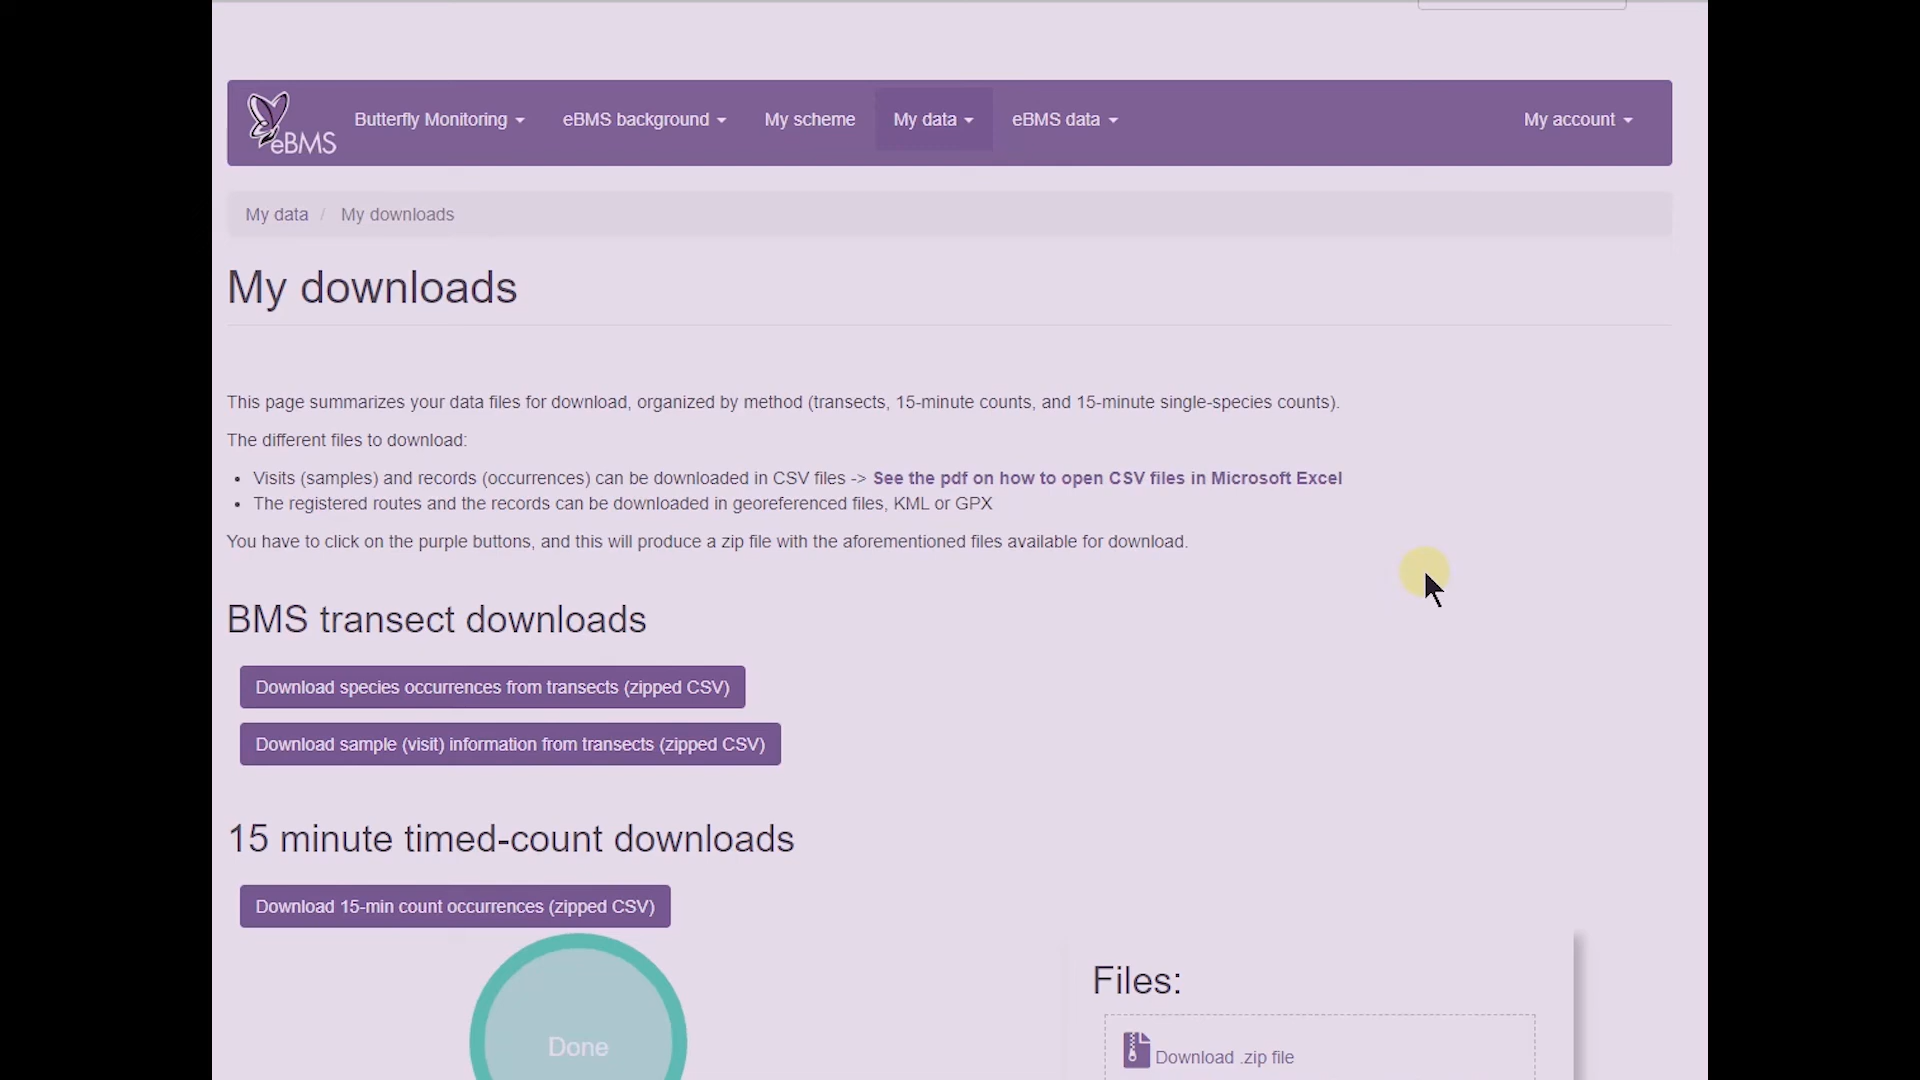 eBMS
Butterfly Monitoring
eBMS background
My scheme
My data
eBMS data
My account
My data / My downloads
My downloads
This page summarizes your data files for download, organized by method (transects, 15-minute counts, and 15-minute single-species counts).
The different files to download:
Visits (samples) and records (occurrences) can be downloaded in CSV files -> See the pdf on how to open CSV files in Microsoft Excel
The registered routes and the records can be downloaded in georeferenced files, KML or GPX
You have to click on the purple buttons, and this will produce a zip file with the aforementioned files available for download.
BMS transect downloads
Download species occurrences from transects (zipped CSV)
Download sample (visit) information from transects (zipped CSV)
15 minute timed-count downloads
Download 15-min count occurrences (zipped CSV)
Done
Files:
Download .zip file